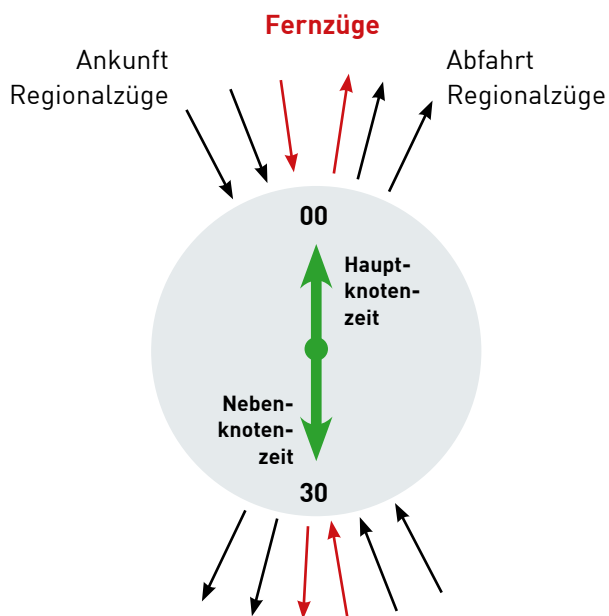 Fernzüge
Ankunft
Regionalzüge
Abfahrt
Regionalzüge
00
Haupt-
knoten-
zeit
Neben-
knoten-
zeit
30